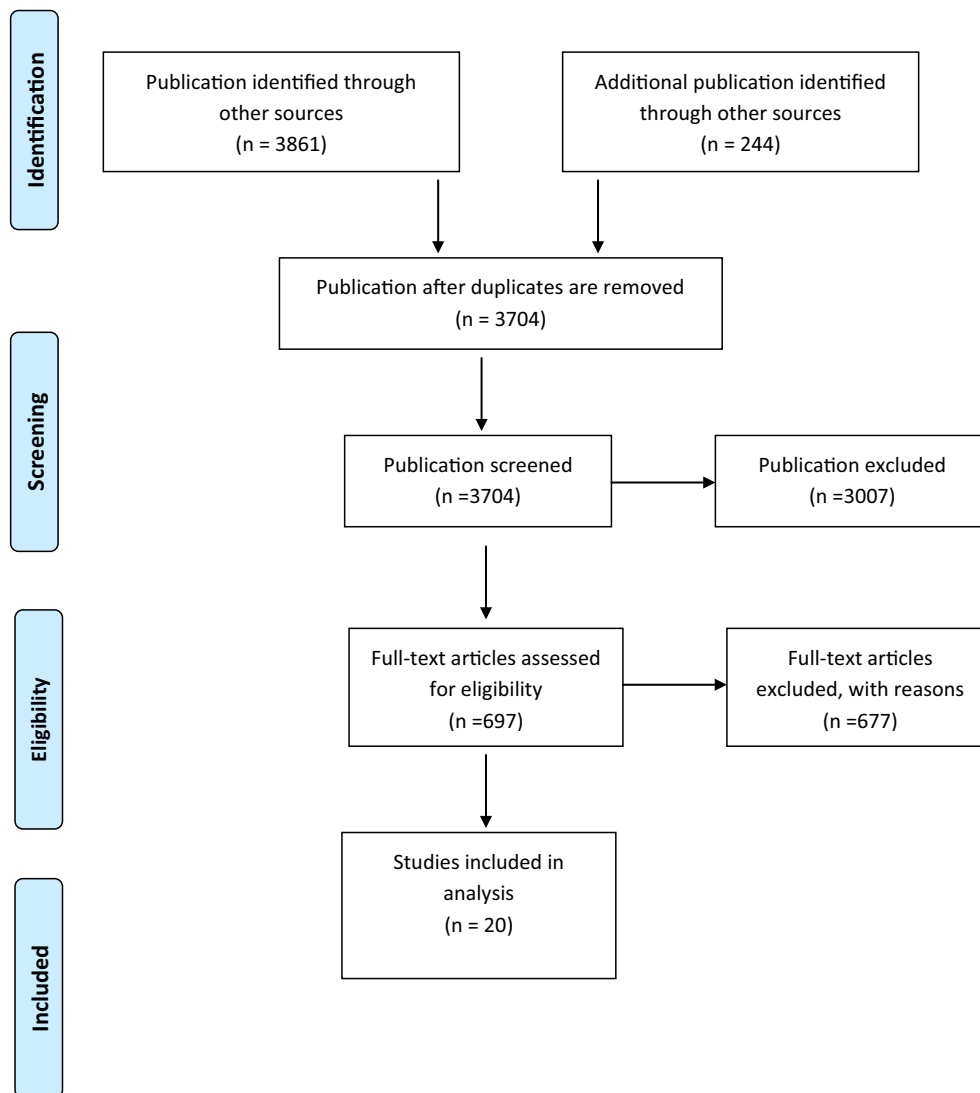 Identification
Publication identified through
other sources
(n = 3861)
Additional publication identified
through other sources
(n = 244)
Publication after duplicates are removed
(n = 3704)
Screening
Publication screened
(n =3704)
Publication excluded
(n =3007)
Eligibility
Full-text articles assessed
for eligibility
(n =697)
Full-text articles
excluded, with reasons
(n =677)
Included
Studies included in
analysis
(n = 20)